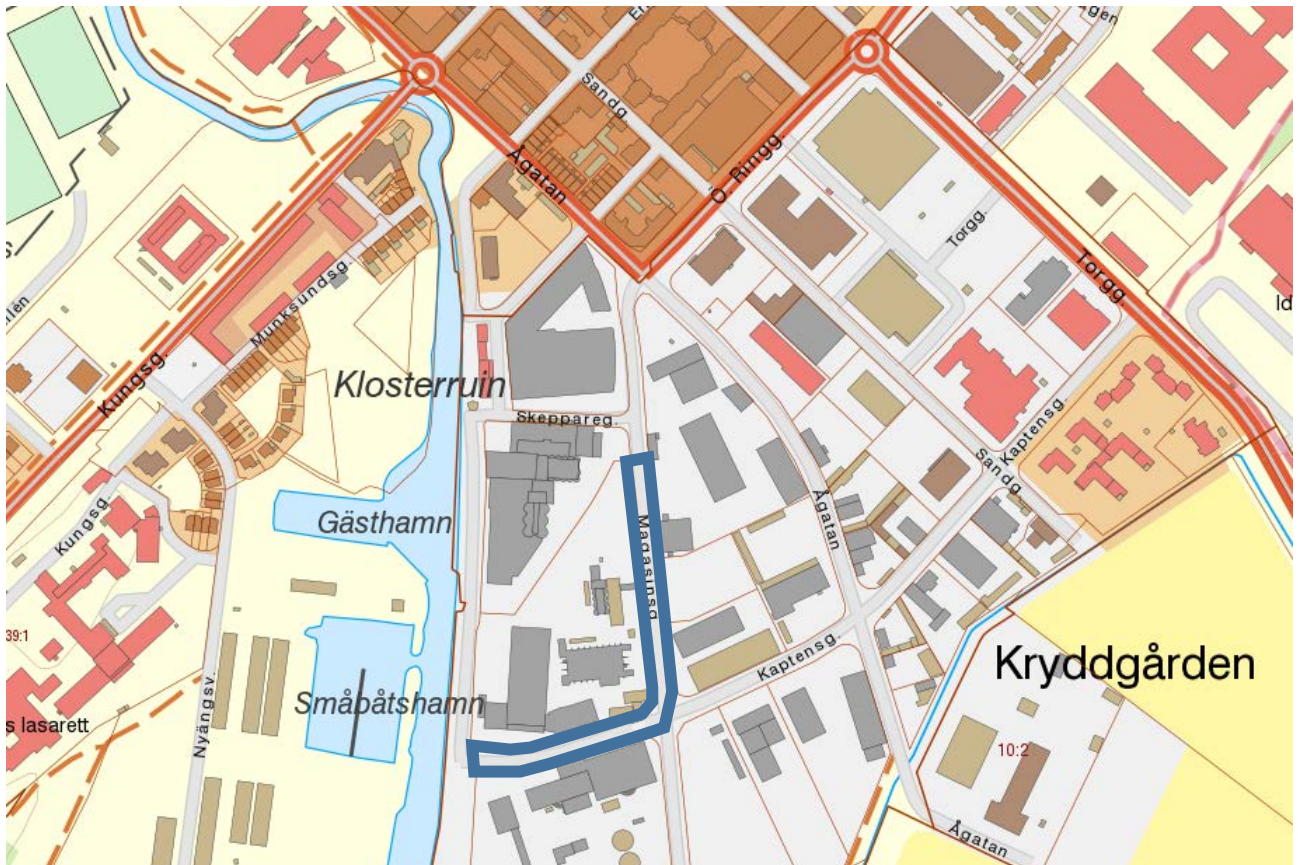 Sandg.
Ågatan
Ö. Ringg.
Torgg.
Torgg.
Id
lén
Munksundsg.
Kungsg.
Klosterruin
Skeppareg.
Kaptensg.
Sandg.
Kungsg.
Gästhamn
Magasinsg.
Ågatan
39:1
Kaptensg.
Kryddgården
Småbåtshamn
s lasarett
Nyängsv.
10:2
Ågatan